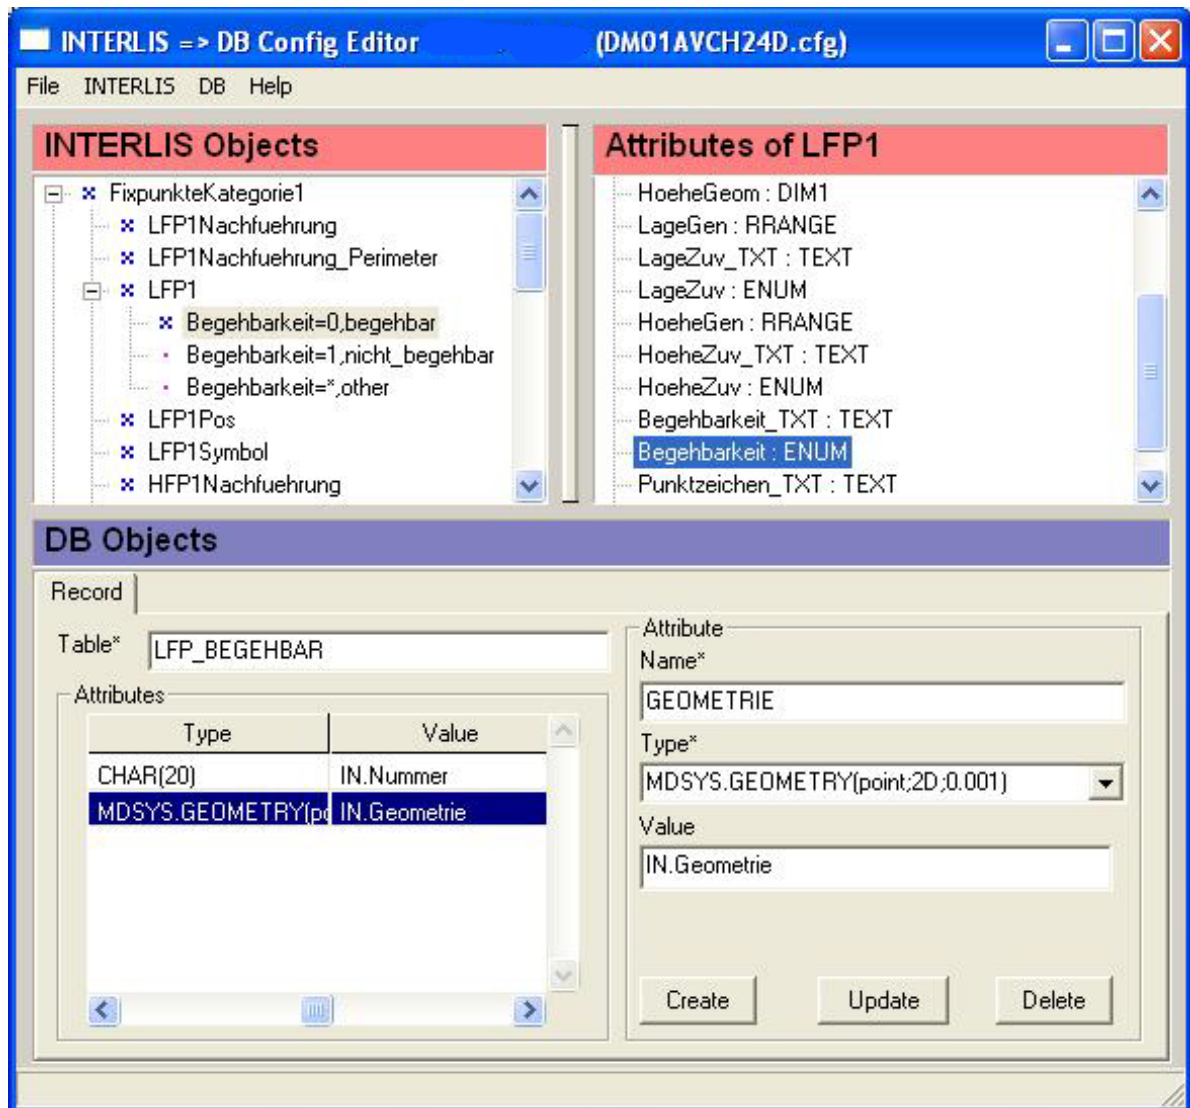 INTERLIS => DB Config Editor (DM01AVCH24D.cfg)
File INTERLIS DB Help
INTERLIS Objects
FixpunkteKategorie1
LFP1Nachfuehrung
LFP1Nachfuehrung_Perimeter
LFP1
Begehbarkeit=0,begehbar
Begehbarkeit=1,nicht_begehbar
Begehbarkeit=*,other
LFP1Pos
LFP1Symbol
HFP1Nachfuehrung
Attributes of LFP1
HoeheGeom : DIM1
LageGen : RRANGE
LageZuv_TXT : TEXT
LageZuv : ENUM
HoeheGen : RRANGE
HoeheZuv_TXT : TEXT
HoeheZuv : ENUM
Begehbarkeit_TXT : TEXT
Begehbarkeit : ENUM
Punktzeichen_TXT : TEXT
DB Objects
Record
Table* LFP_BEGEHBAR
Attributes
Type Value
CHAR(20) IN.Nummer
MDSYS.GEOMETRY(po IN.Geometrie
Attribute
Name*
GEOMETRIE
Type*
MDSYS.GEOMETRY(point;2D;0.001)
Value
IN.Geometrie
Create Update Delete